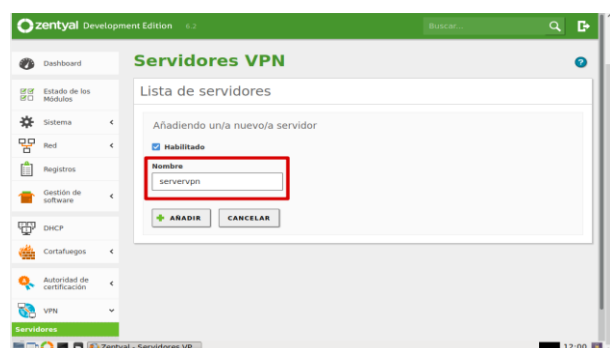 zentyal Development Edition 6.2
Buscar...
Dashboard
Estado de los
Módulos
Sistema
Red
Registros
Gestión de
software
DHCP
Cortafuegos
Autoridad de
certificación
VPN
Servidores
Servidores VPN
Lista de servidores
Añadiendo un/a nuevo/a servidor
Habilitado
Nombre
servervpn
AÑADIR CANCELAR
Zentyal - Servidores VP...
12:00